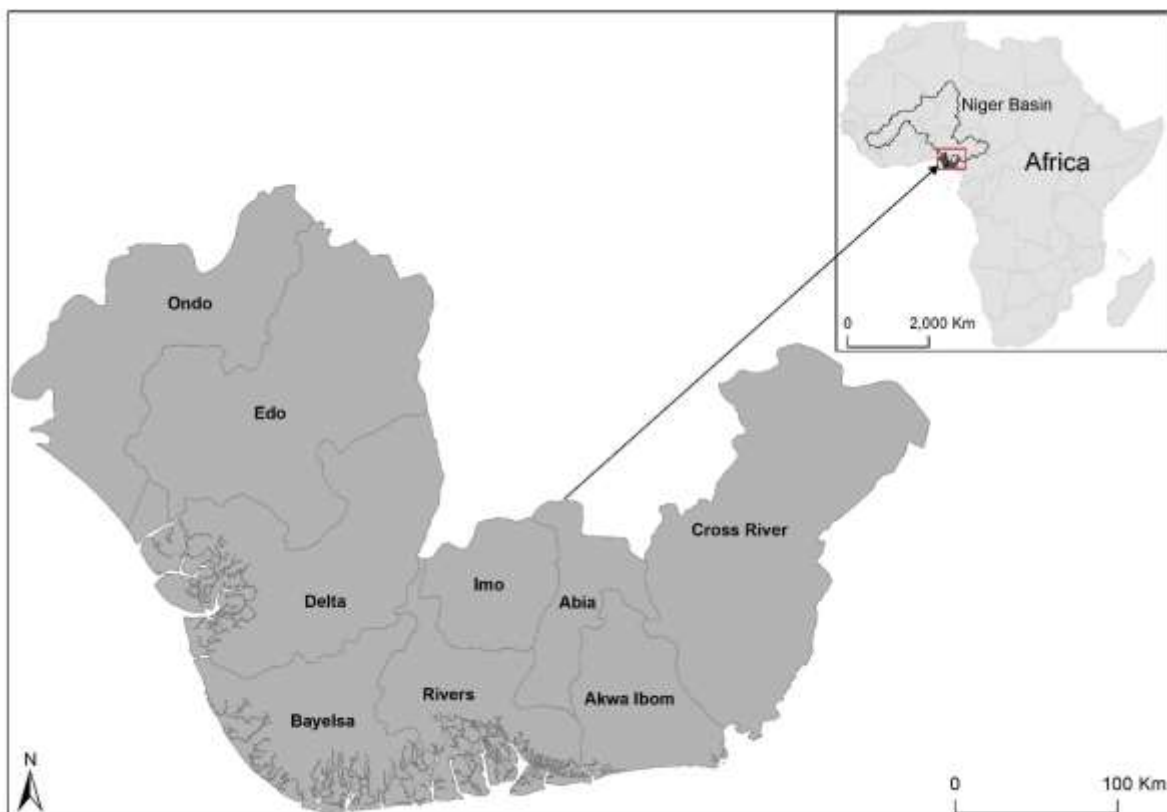 Niger Basin
Africa
0 2,000 Km
Ondo
Edo
Cross River
Imo
Abia
Delta
Rivers
Akwa Ibom
Bayelsa
N
0 100 Km